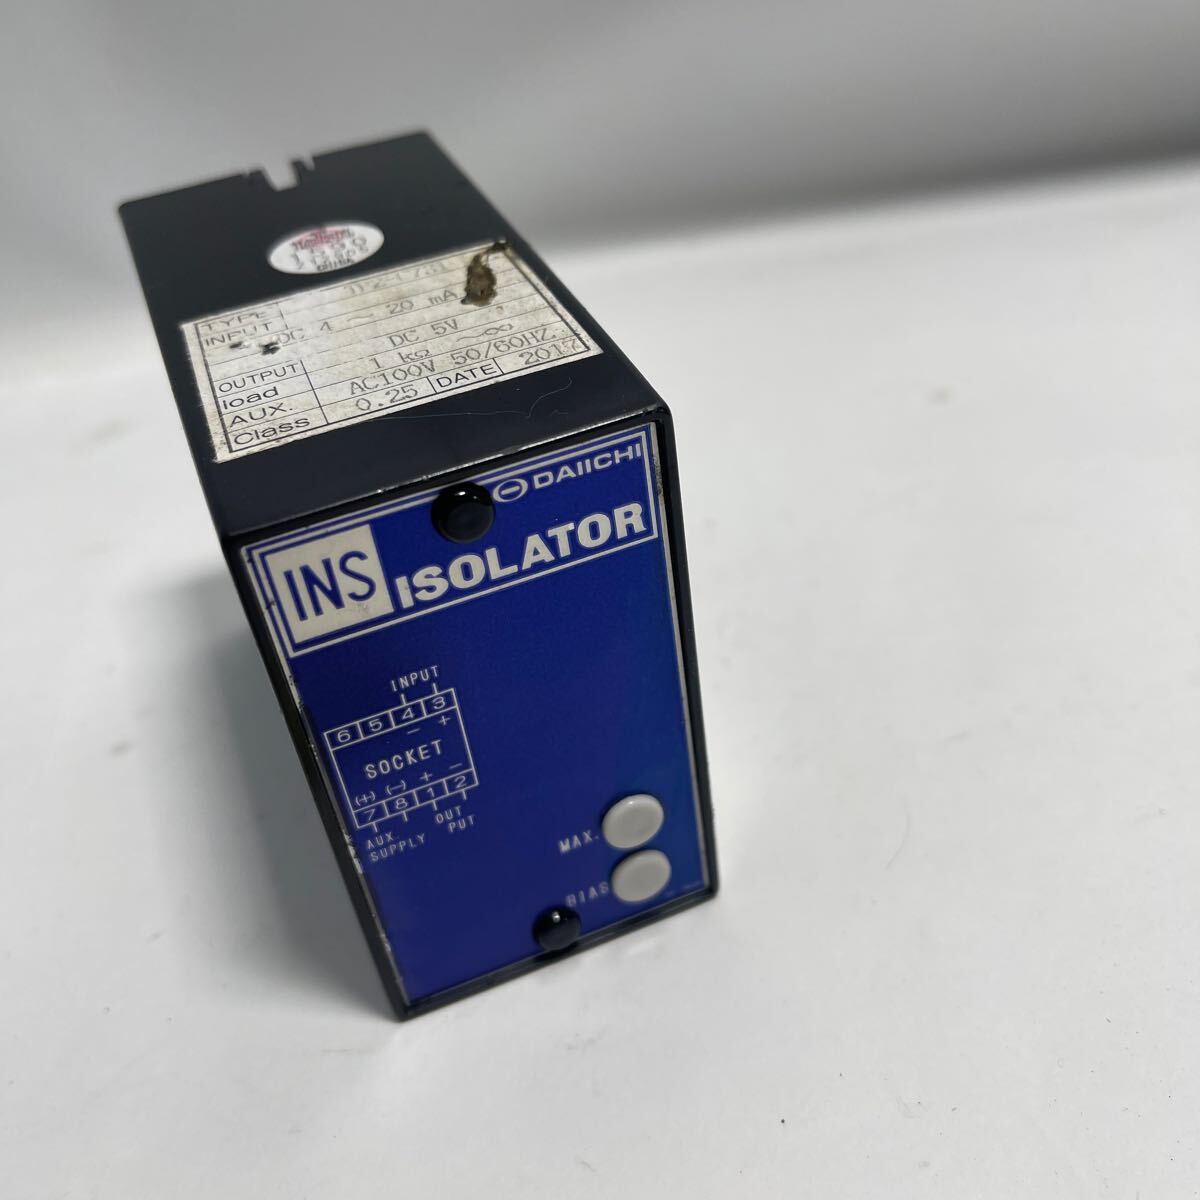 TYPE
INPUT DC 4 ~ 20 mA
OUTPUT DC 5V
load 1 kΩ ~∞
AUX. AC100V 50/60HZ
Class 0.25 DATE 2017
DAIICHI
INS ISOLATOR
INPUT
6 5 4 3
- +
SOCKET
(+) (-) + -
7 8 1 2
AUX. SUPPLY
OUT PUT
MAX.
BIAS